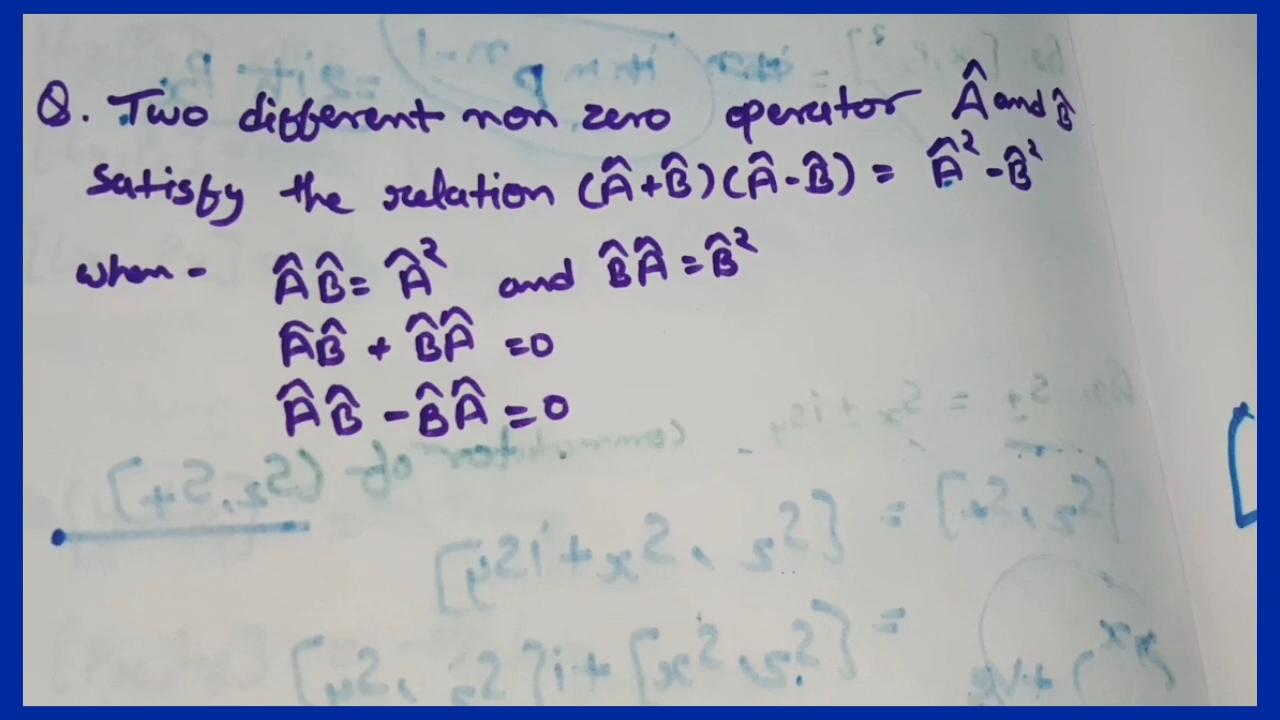 Q. Two different non zero operator Â and B̂
satisfy the relation (Â+B̂)(Â-B̂) = Â² - B̂²
when - ÂB̂ = Â² and B̂Â = B̂²
ÂB̂ + B̂Â = 0
ÂB̂ - B̂Â = 0